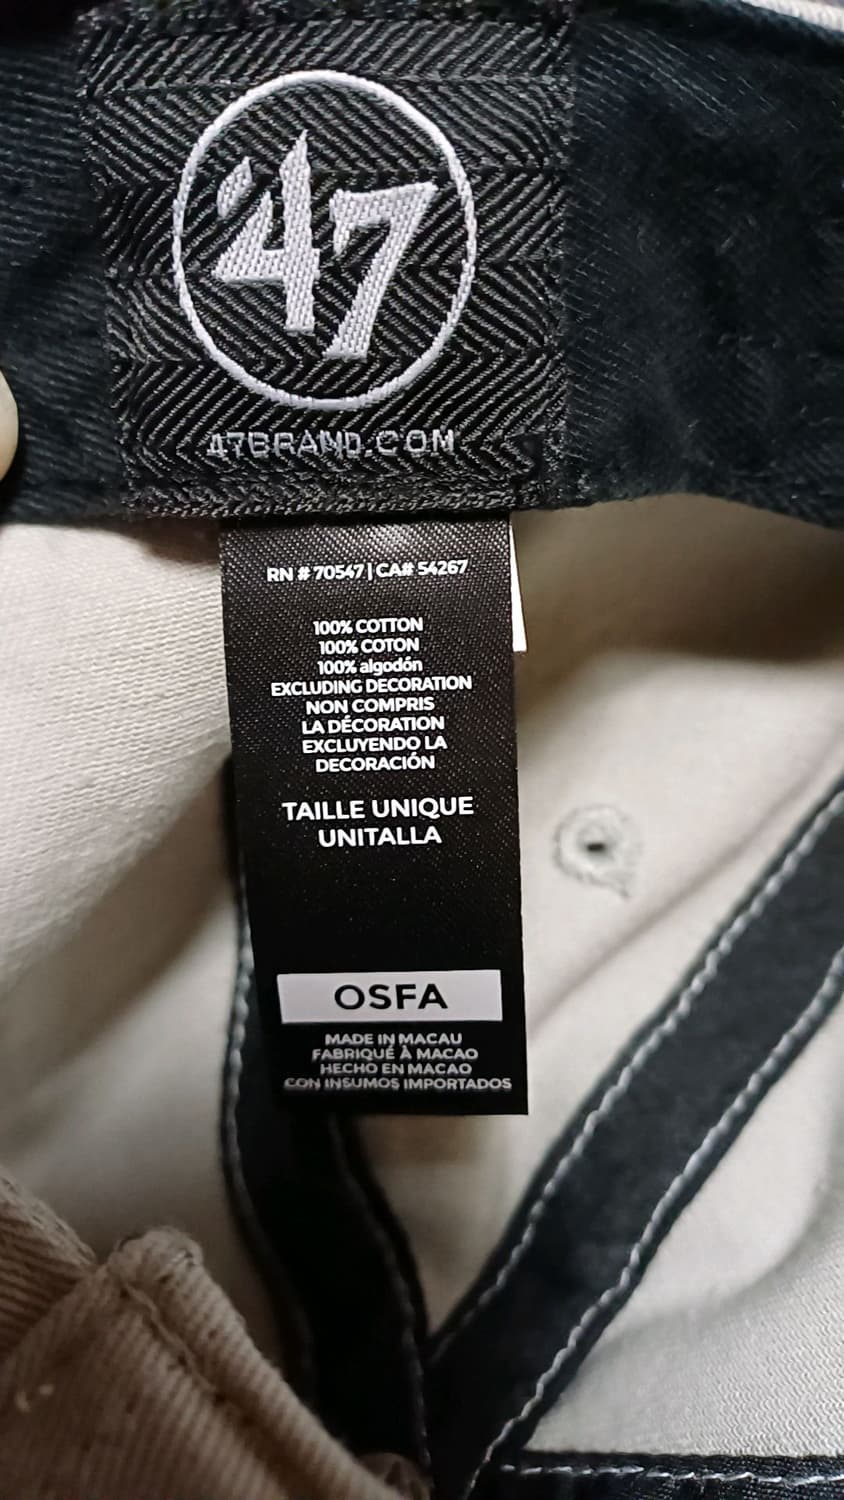 '47
47BRAND.COM
RN # 70547 | CA# 54267
100% COTTON
100% COTON
100% algodón
EXCLUDING DECORATION
NON COMPRIS
LA DÉCORATION
EXCLUYENDO LA
DECORACIÓN
TAILLE UNIQUE
UNITALLA
OSFA
MADE IN MACAU
FABRIQUÉ À MACAO
HECHO EN MACAO
CON INSUMOS IMPORTADOS